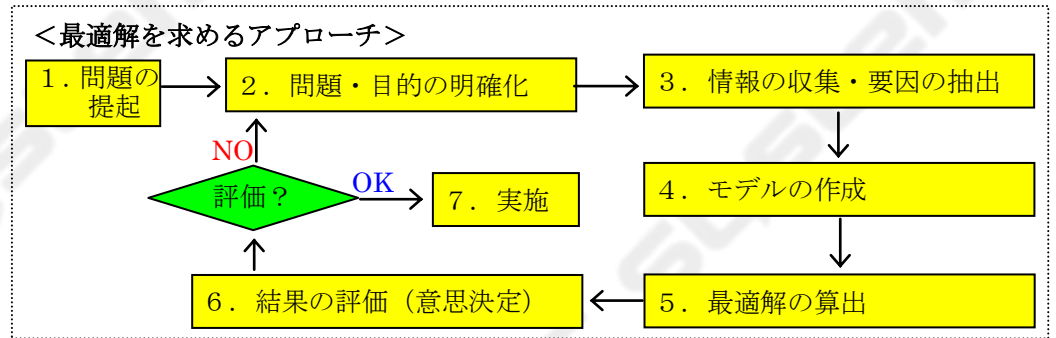 ＜最適解を求めるアプローチ＞
１．問題の
提起
２．問題・目的の明確化
３．情報の収集・要因の抽出
４．モデルの作成
５．最適解の算出
６．結果の評価（意思決定）
評価？
NO
OK
７．実施